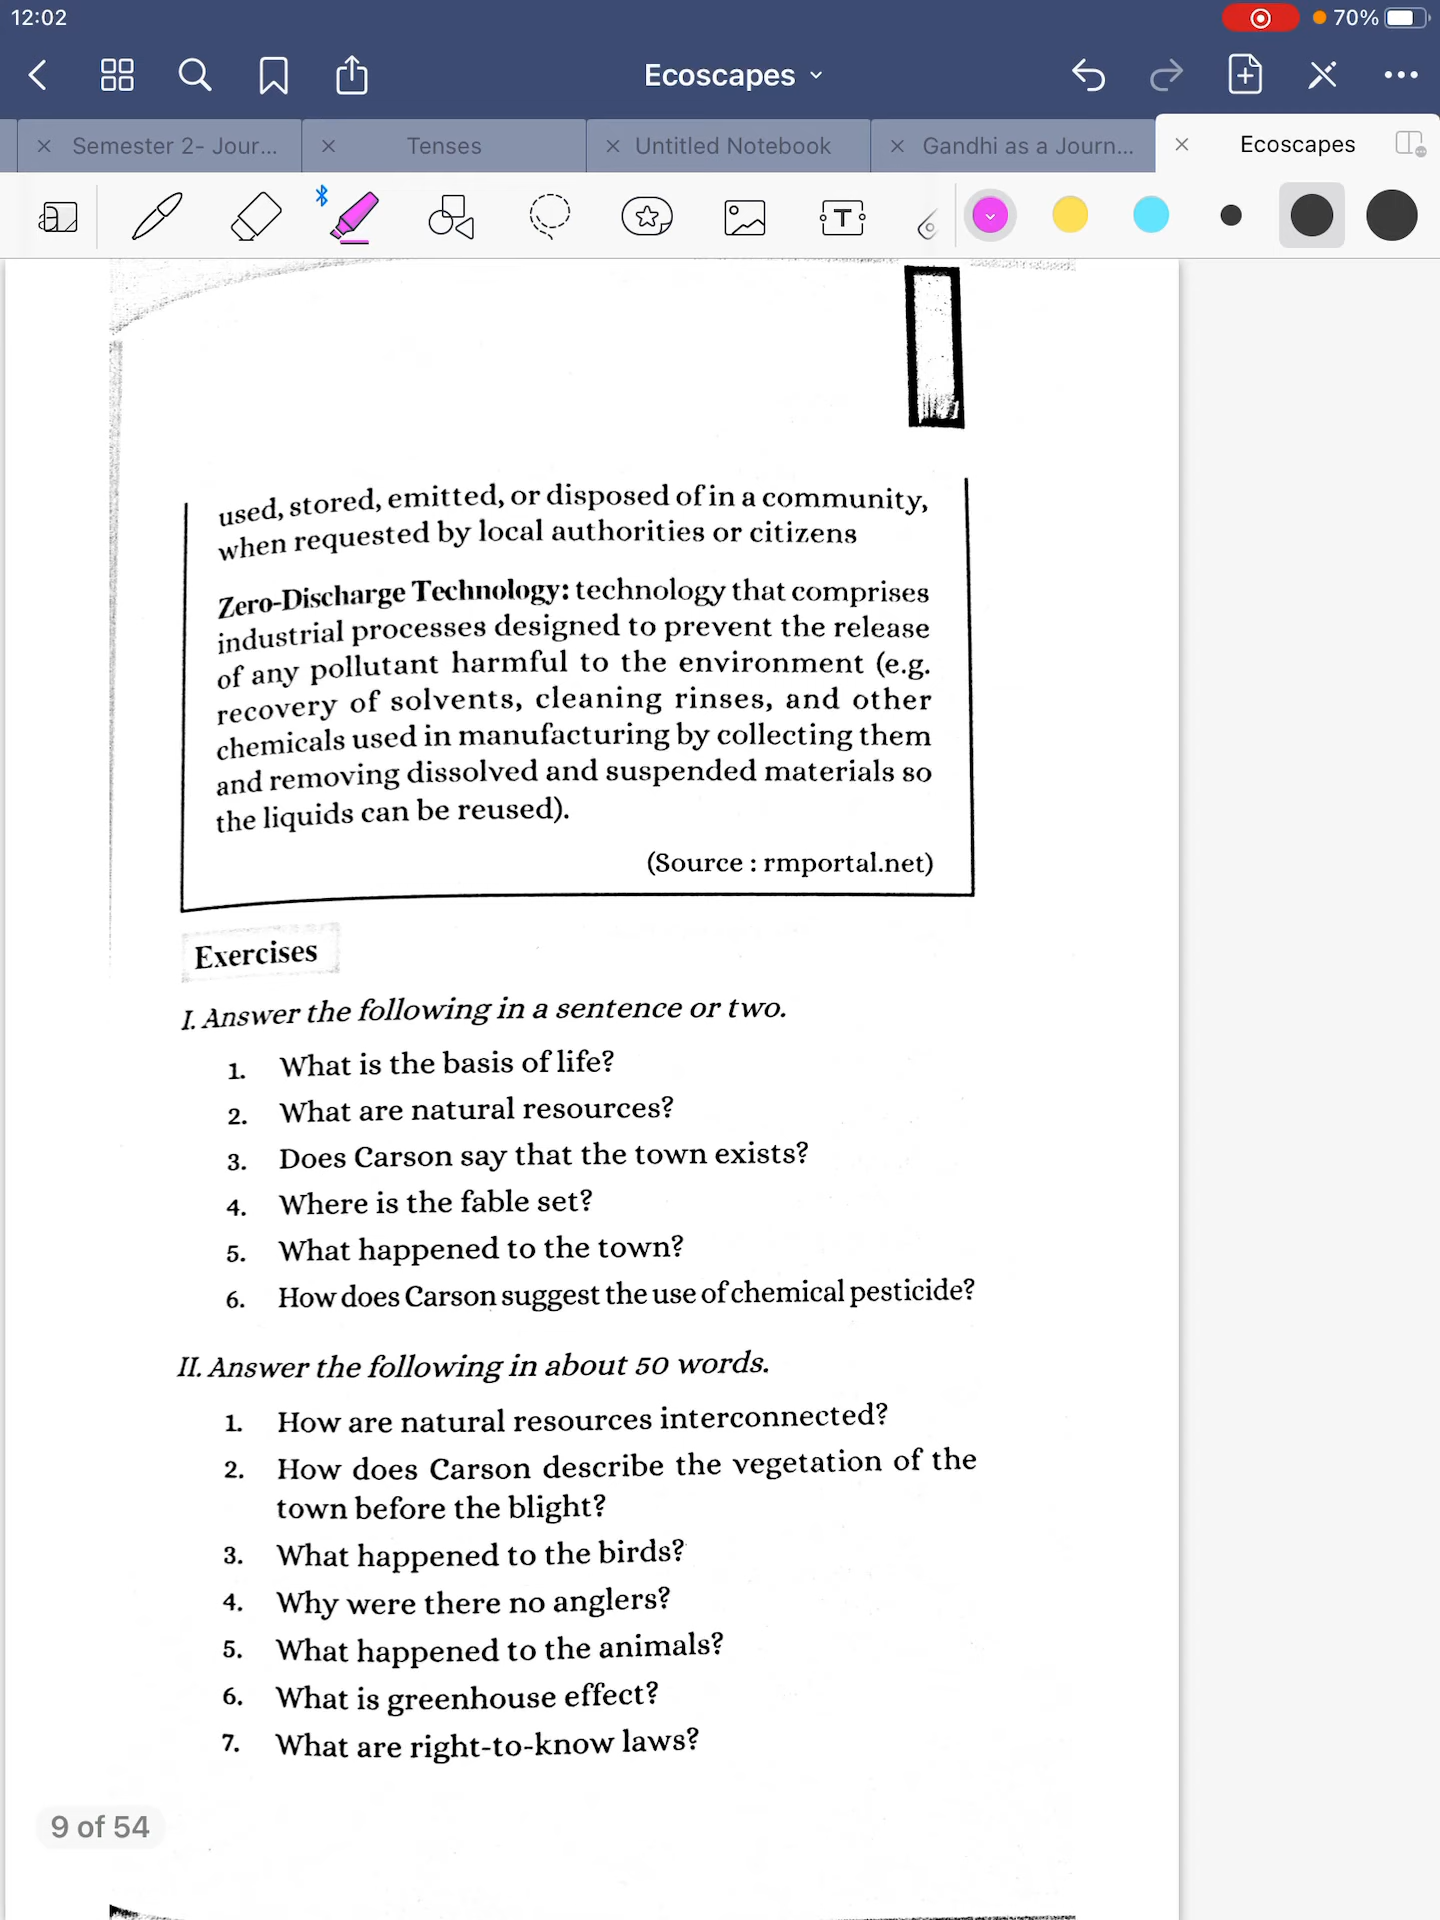 12:02
70%
Ecoscapes
Semester 2- Jour...
Tenses
Untitled Notebook
Gandhi as a Journ...
Ecoscapes
used, stored, emitted, or disposed of in a community,
when requested by local authorities or citizens
Zero-Discharge Technology: technology that comprises
industrial processes designed to prevent the release
of any pollutant harmful to the environment (e.g.
recovery of solvents, cleaning rinses, and other
chemicals used in manufacturing by collecting them
and removing dissolved and suspended materials so
the liquids can be reused).
(Source : rmportal.net)
Exercises
I. Answer the following in a sentence or two.
1. What is the basis of life?
2. What are natural resources?
3. Does Carson say that the town exists?
4. Where is the fable set?
5. What happened to the town?
6. How does Carson suggest the use of chemical pesticide?
II. Answer the following in about 50 words.
1. How are natural resources interconnected?
2. How does Carson describe the vegetation of the
town before the blight?
3. What happened to the birds?
4. Why were there no anglers?
5. What happened to the animals?
6. What is greenhouse effect?
7. What are right-to-know laws?
9 of 54